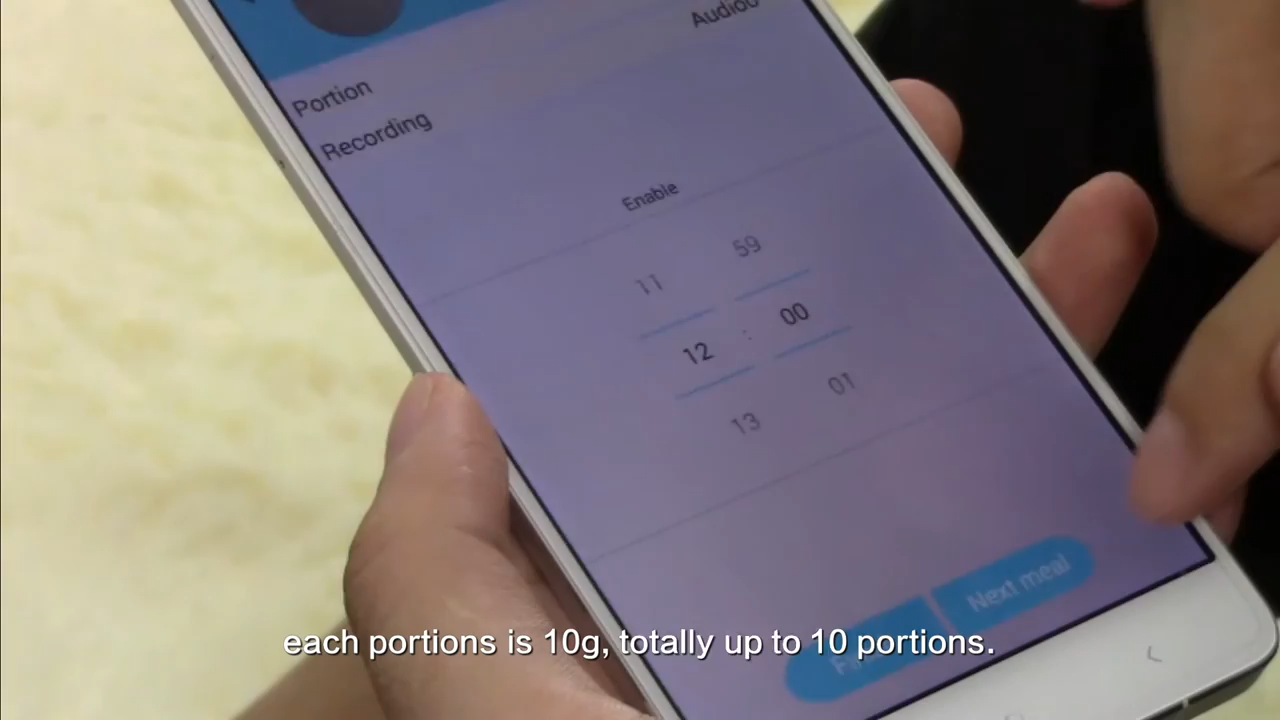 Portion
Recording
Enable
11 59
12 : 00
13 01
Next meal
each portions is 10g, totally up to 10 portions.